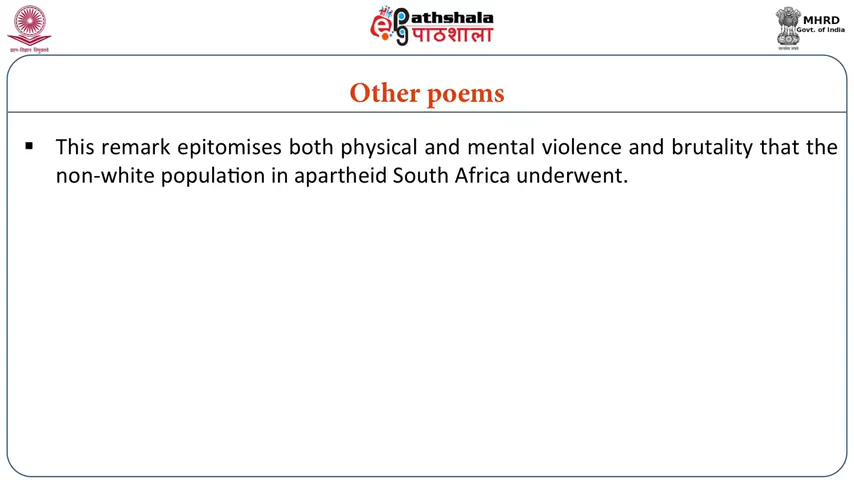 ePathshala
पाठशाला
MHRD
Govt. of India
Other poems
▪ This remark epitomises both physical and mental violence and brutality that the
non-white population in apartheid South Africa underwent.